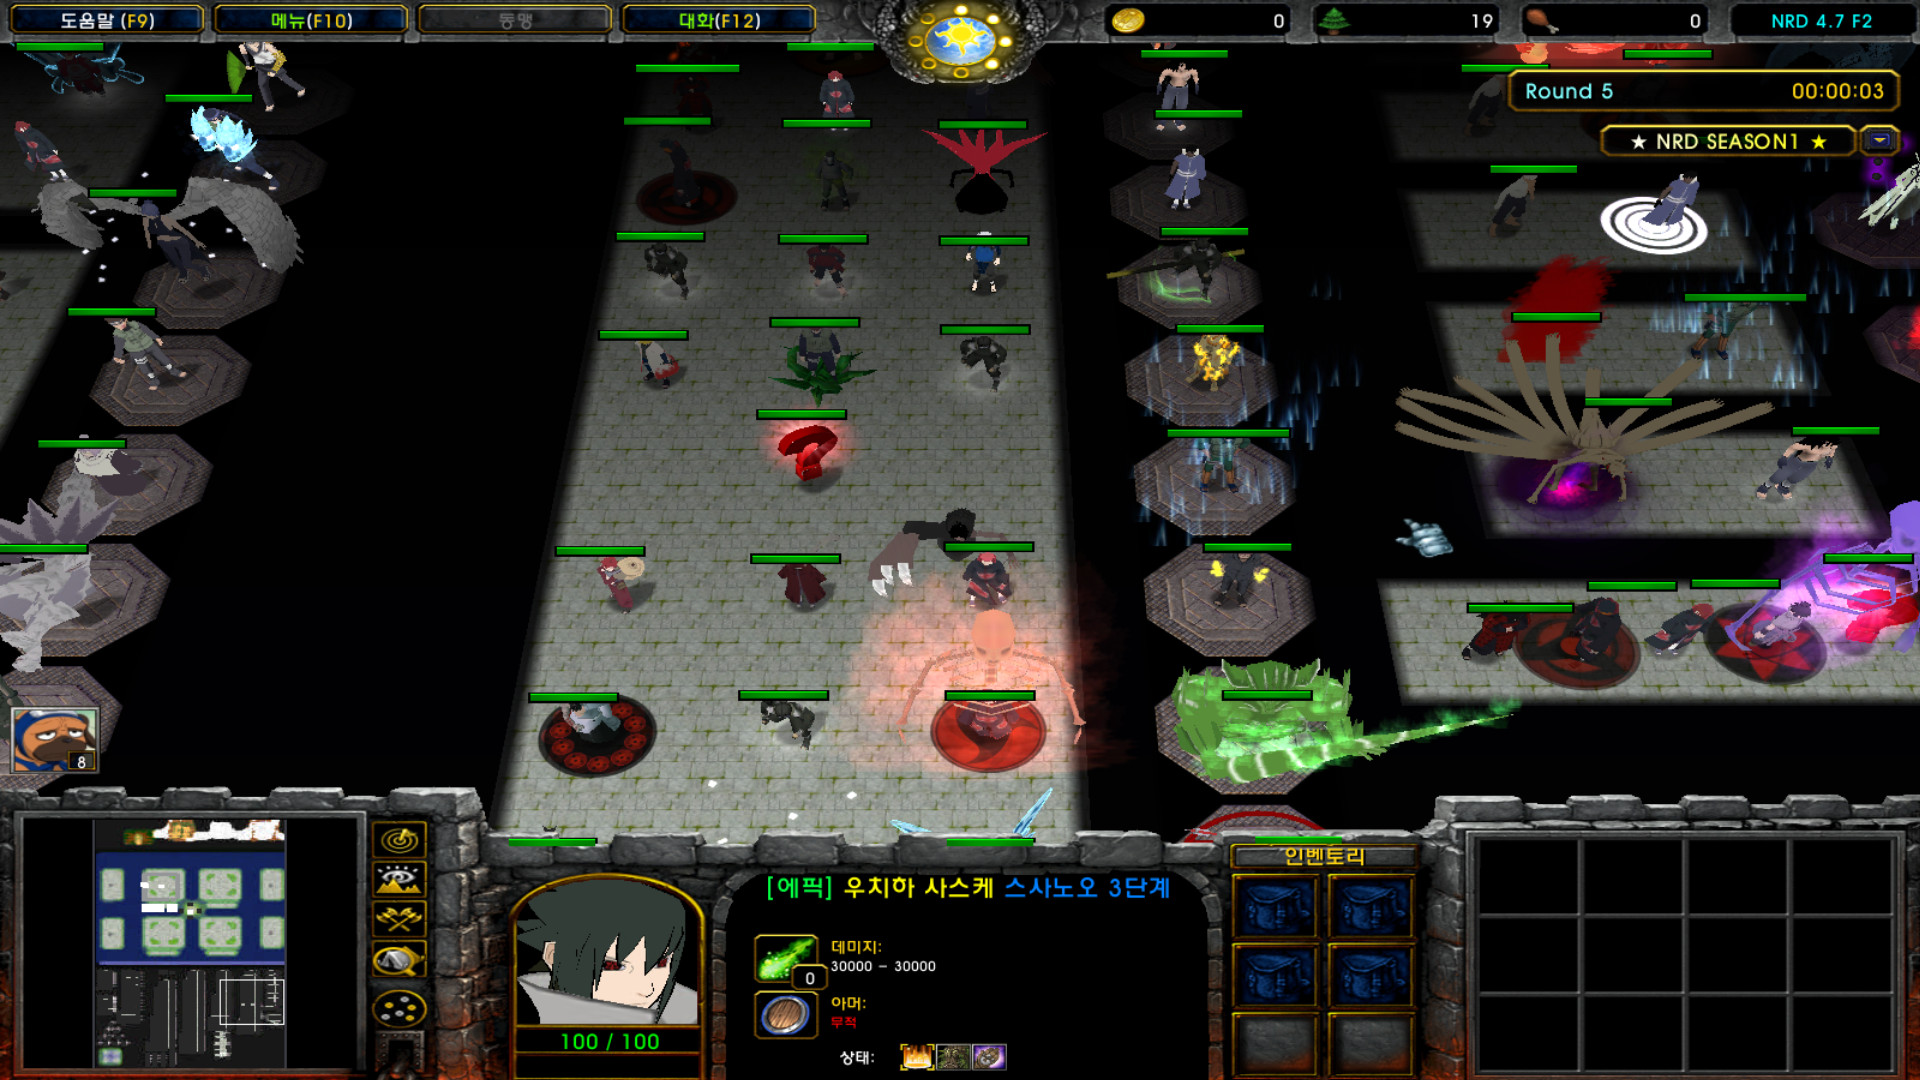 도움말 (F9)
메뉴(F10)
동맹
대화(F12)
0
19
0
NRD 4.7 F2
Round 5
00:00:03
★ NRD SEASON1 ★
8
[에픽] 우치하 사스케 스사노오 3단계
인벤토리
데미지:
30000 - 30000
0
아머:
무적
100 / 100
상태: